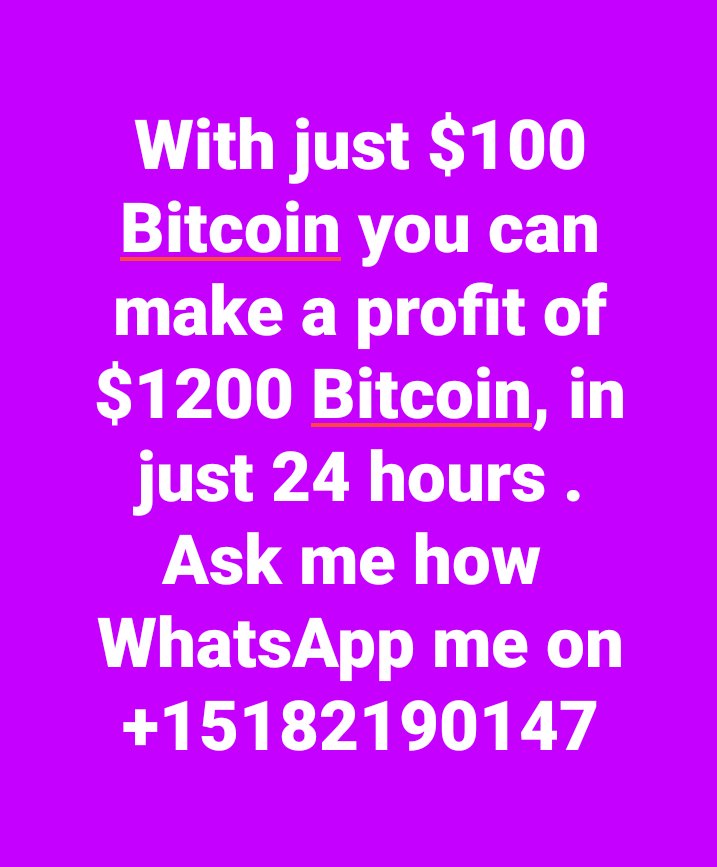 With just $100
Bitcoin you can
make a profit of
$1200 Bitcoin, in
just 24 hours .
Ask me how
WhatsApp me on
+15182190147